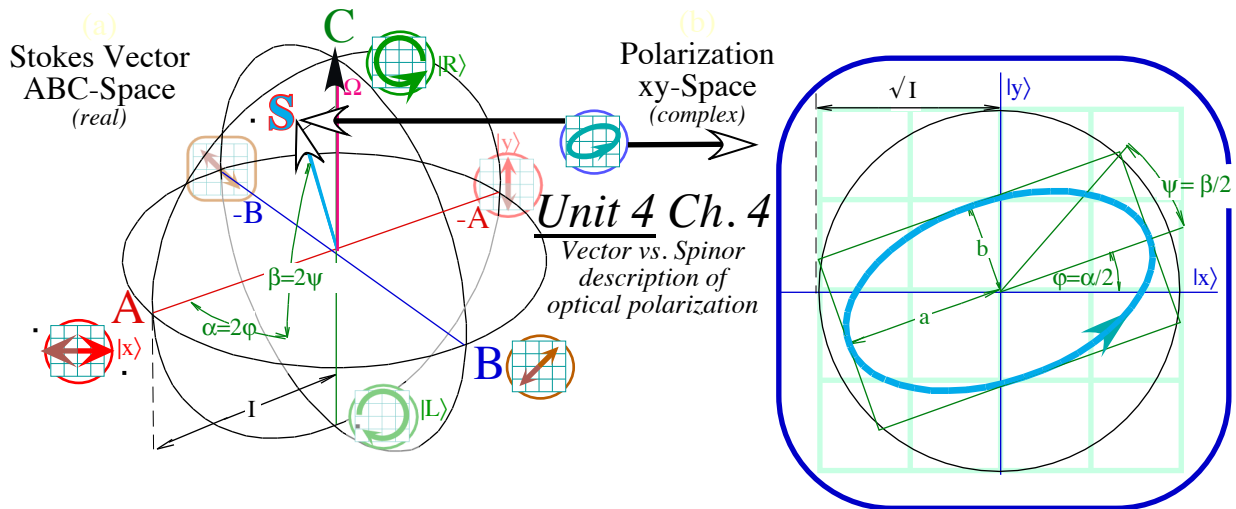 (a)
Stokes Vector
ABC-Space
(real)
C
|R⟩
Ω
S
-B
|y⟩
-A
β=2ψ
A
α=2φ
|x⟩
B
I
|L⟩
(b)
Polarization
xy-Space
(complex)
Unit 4 Ch. 4
Vector vs. Spinor
description of
optical polarization
√I
|y⟩
ψ= β/2
b
φ=α/2
|x⟩
a